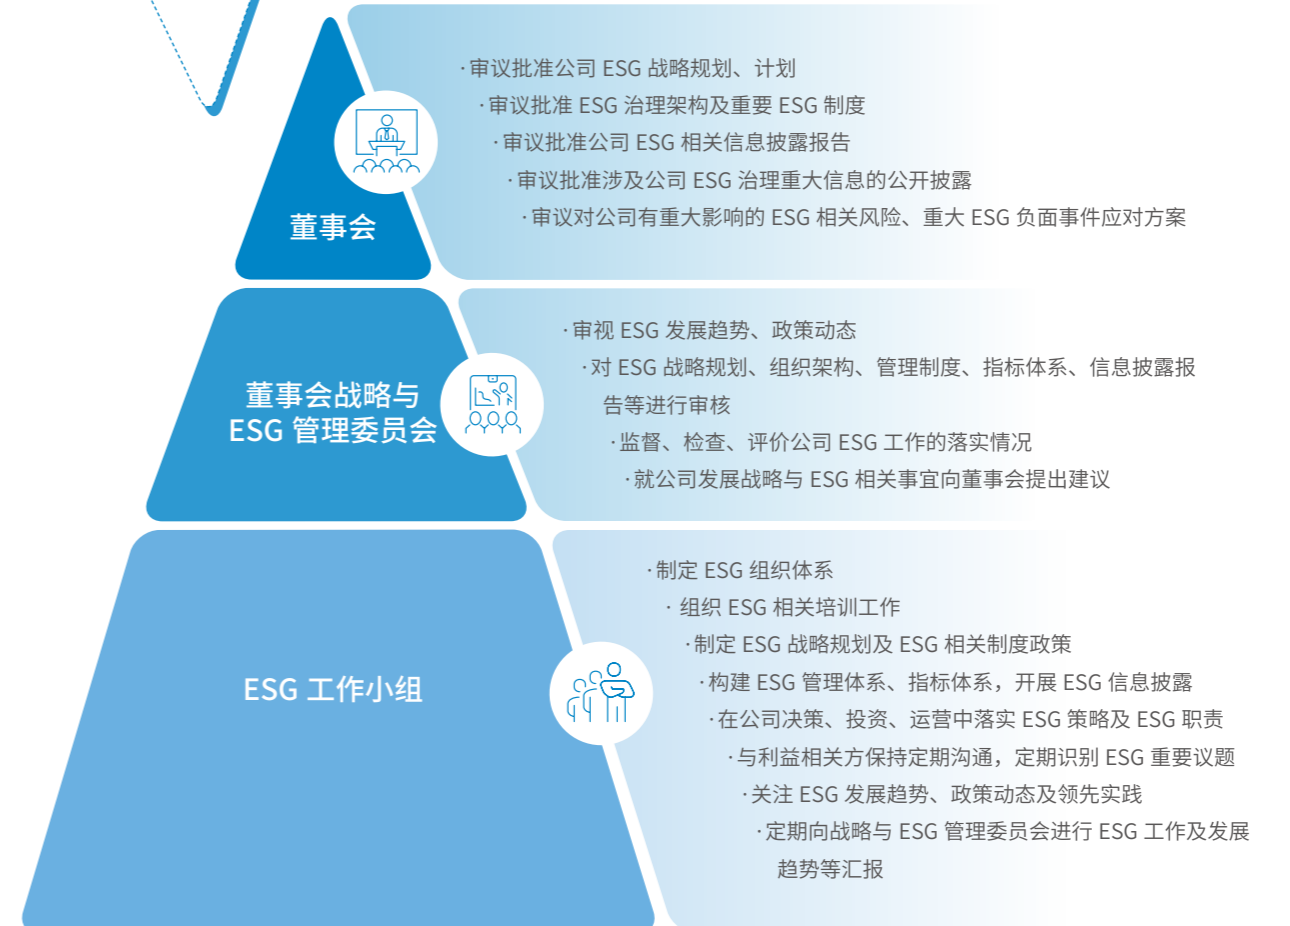 ·审议批准公司 ESG 战略规划、计划
·审议批准 ESG 治理架构及重要 ESG 制度
·审议批准公司 ESG 相关信息披露报告
·审议批准涉及公司 ESG 治理重大信息的公开披露
·审议对公司有重大影响的 ESG 相关风险、重大 ESG 负面事件应对方案
董事会
·审视 ESG 发展趋势、政策动态
·对 ESG 战略规划、组织架构、管理制度、指标体系、信息披露报
告等进行审核
·监督、检查、评价公司 ESG 工作的落实情况
·就公司发展战略与 ESG 相关事宜向董事会提出建议
董事会战略与
ESG 管理委员会
·制定 ESG 组织体系
· 组织 ESG 相关培训工作
·制定 ESG 战略规划及 ESG 相关制度政策
·构建 ESG 管理体系、指标体系，开展 ESG 信息披露
·在公司决策、投资、运营中落实 ESG 策略及 ESG 职责
·与利益相关方保持定期沟通，定期识别 ESG 重要议题
·关注 ESG 发展趋势、政策动态及领先实践
·定期向战略与 ESG 管理委员会进行 ESG 工作及发展
趋势等汇报
ESG 工作小组